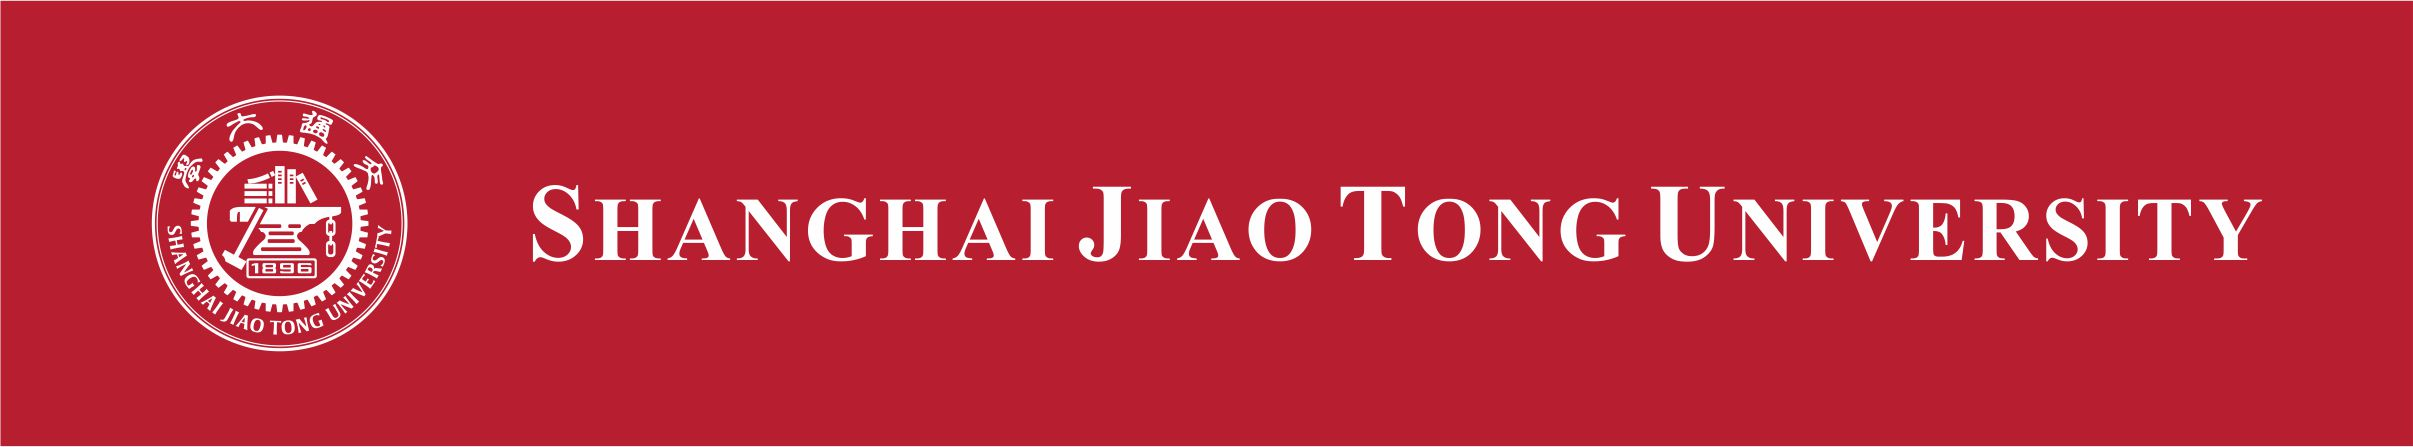 交通大學
1896
SHANGHAI JIAO TONG UNIVERSITY
SHANGHAI JIAO TONG UNIVERSITY